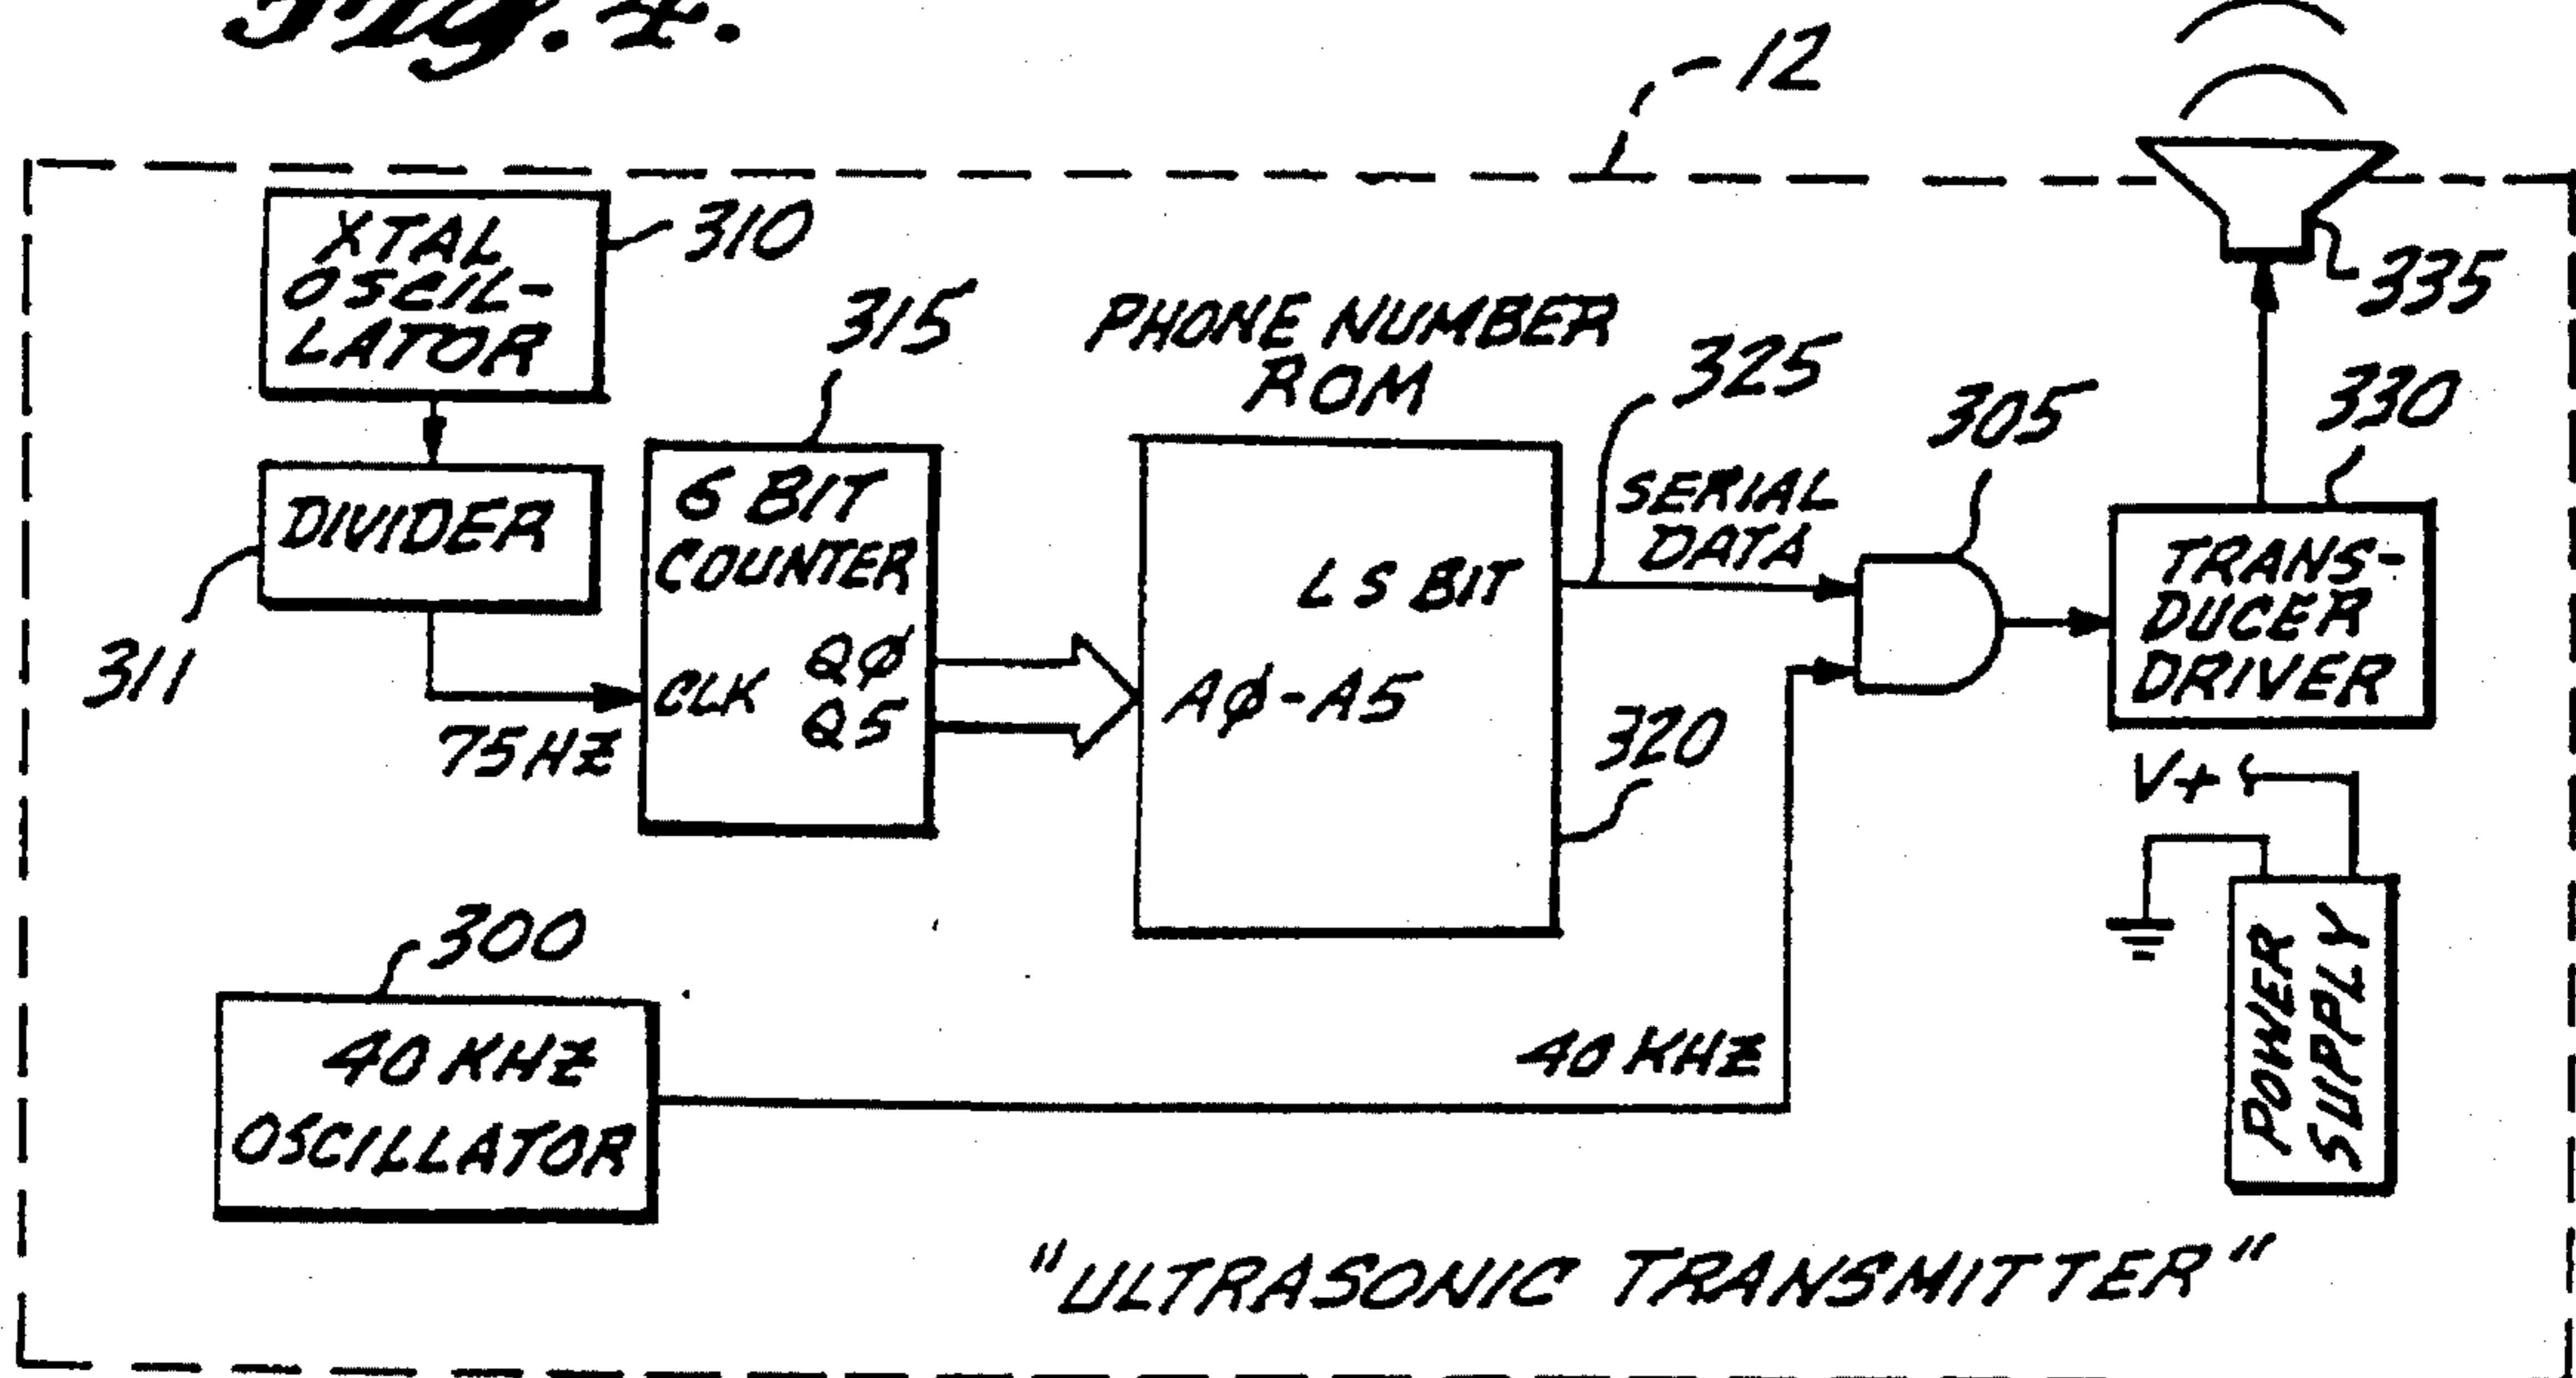 Fig. 4.
12
XTAL
OSCIL-
LATOR
310
335
DIVIDER
311
75HZ
315
6 BIT
COUNTER
CLK
QØ
Q5
PHONE NUMBER
ROM
LS BIT
AØ-A5
320
325
SERIAL
DATA
305
330
TRANS-
DUCER
DRIVER
V+
POWER
SUPPLY
300
40 KHZ
OSCILLATOR
40 KHZ
"ULTRASONIC TRANSMITTER"